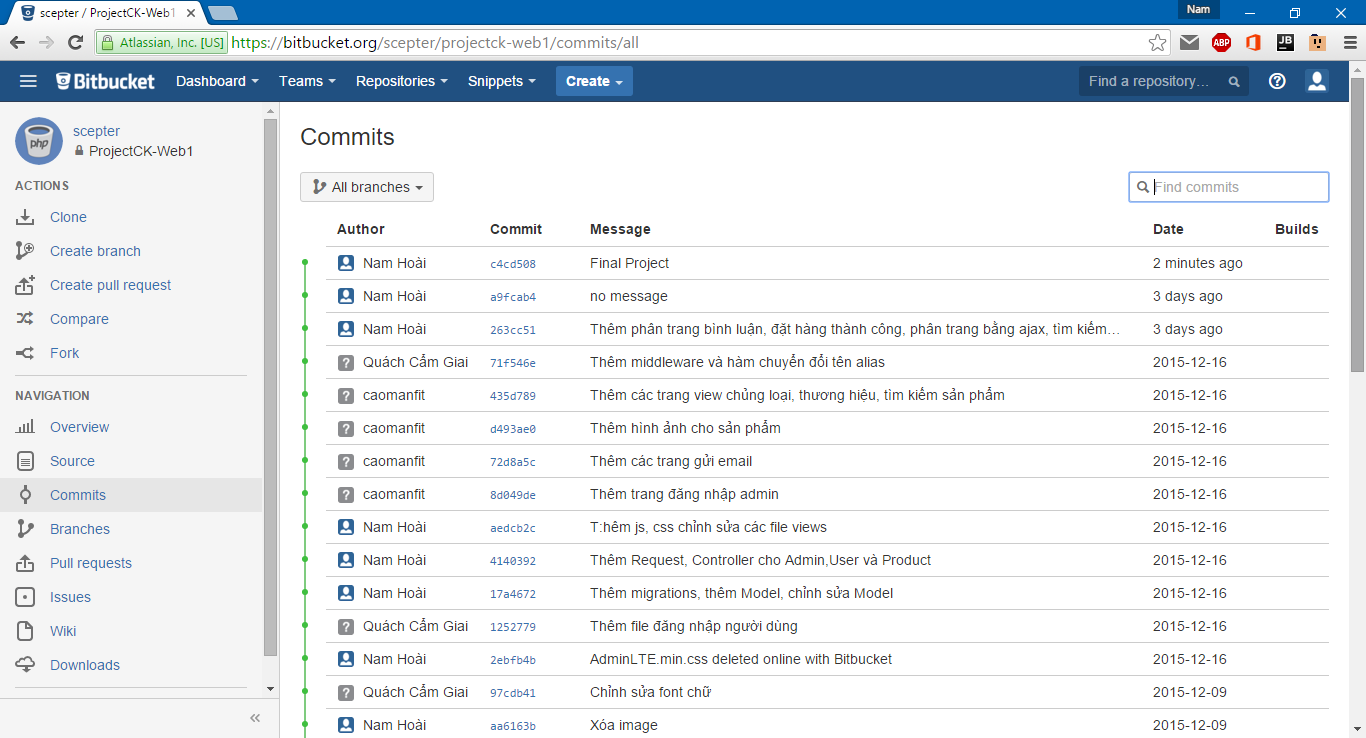 scepter / ProjectCK-Web1
Nam
Atlassian, Inc. [US] https://bitbucket.org/scepter/projectck-web1/commits/all
ABP
JB
Bitbucket Dashboard Teams Repositories Snippets Create Find a repository...
php
scepter
ProjectCK-Web1
ACTIONS
Clone
Create branch
Create pull request
Compare
Fork
NAVIGATION
Overview
Source
Commits
Branches
Pull requests
Issues
Wiki
Downloads
Commits
All branches Find commits
Author Commit Message Date Builds
Nam Hoài c4cd508 Final Project 2 minutes ago
Nam Hoài a9fcab4 no message 3 days ago
Nam Hoài 263cc51 Thêm phân trang bình luận, đặt hàng thành công, phân trang bằng ajax, tìm kiếm... 3 days ago
Quách Cẩm Giai 71f546e Thêm middleware và hàm chuyển đổi tên alias 2015-12-16
caomanfit 435d789 Thêm các trang view chủng loại, thương hiệu, tìm kiếm sản phẩm 2015-12-16
caomanfit d493ae0 Thêm hình ảnh cho sản phẩm 2015-12-16
caomanfit 72d8a5c Thêm các trang gửi email 2015-12-16
caomanfit 8d049de Thêm trang đăng nhập admin 2015-12-16
Nam Hoài aedcb2c T:hêm js, css chỉnh sửa các file views 2015-12-16
Nam Hoài 4140392 Thêm Request, Controller cho Admin,User và Product 2015-12-16
Nam Hoài 17a4672 Thêm migrations, thêm Model, chỉnh sửa Model 2015-12-16
Quách Cẩm Giai 1252779 Thêm file đăng nhập người dùng 2015-12-16
Nam Hoài 2ebfb4b AdminLTE.min.css deleted online with Bitbucket 2015-12-16
Quách Cẩm Giai 97cdb41 Chỉnh sửa font chữ 2015-12-09
Nam Hoài aa6163b Xóa image 2015-12-09